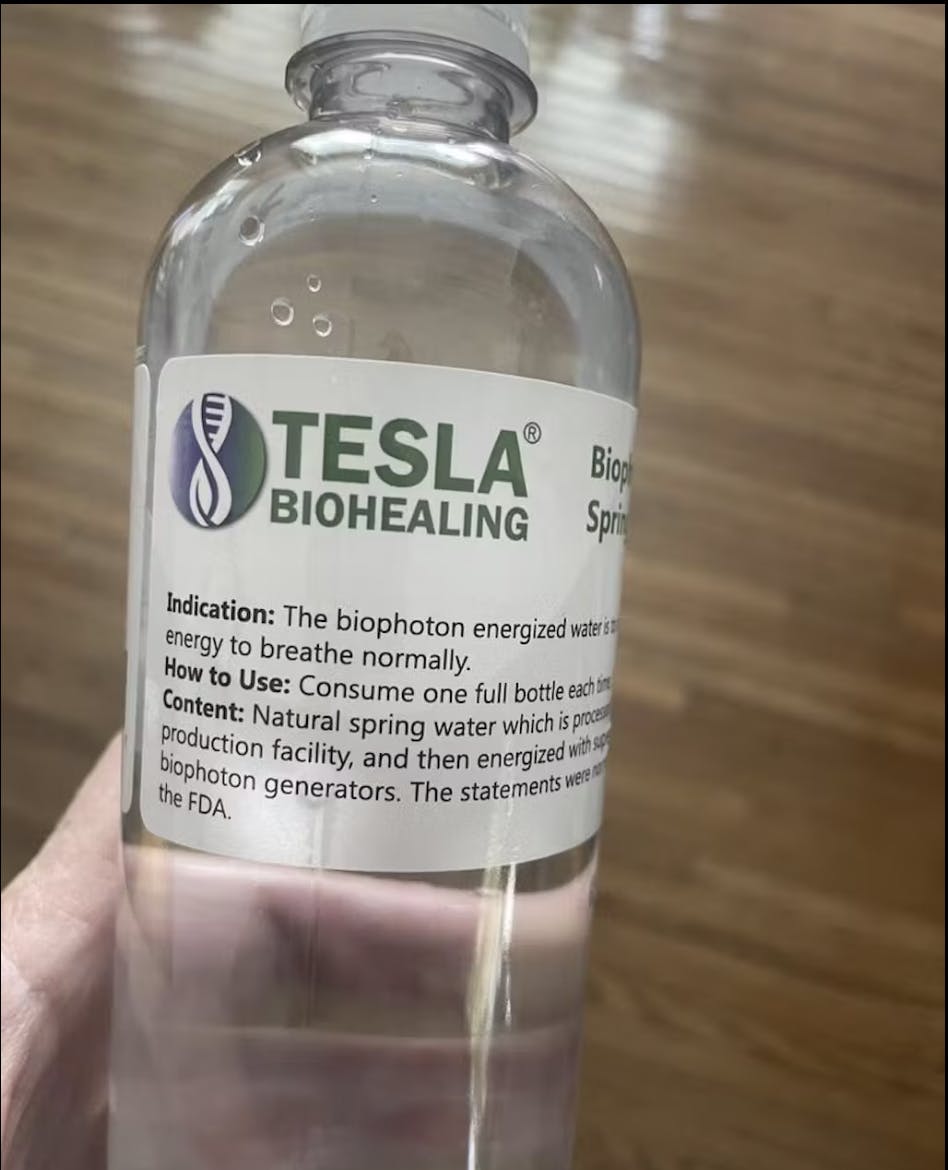 TESLA®
BIOHEALING
Indication: The biophoton energized water is
energy to breathe normally.
How to Use: Consume one full bottle each time
Content: Natural spring water which is
production facility, and then energized with
biophoton generators. The statements were
the FDA.